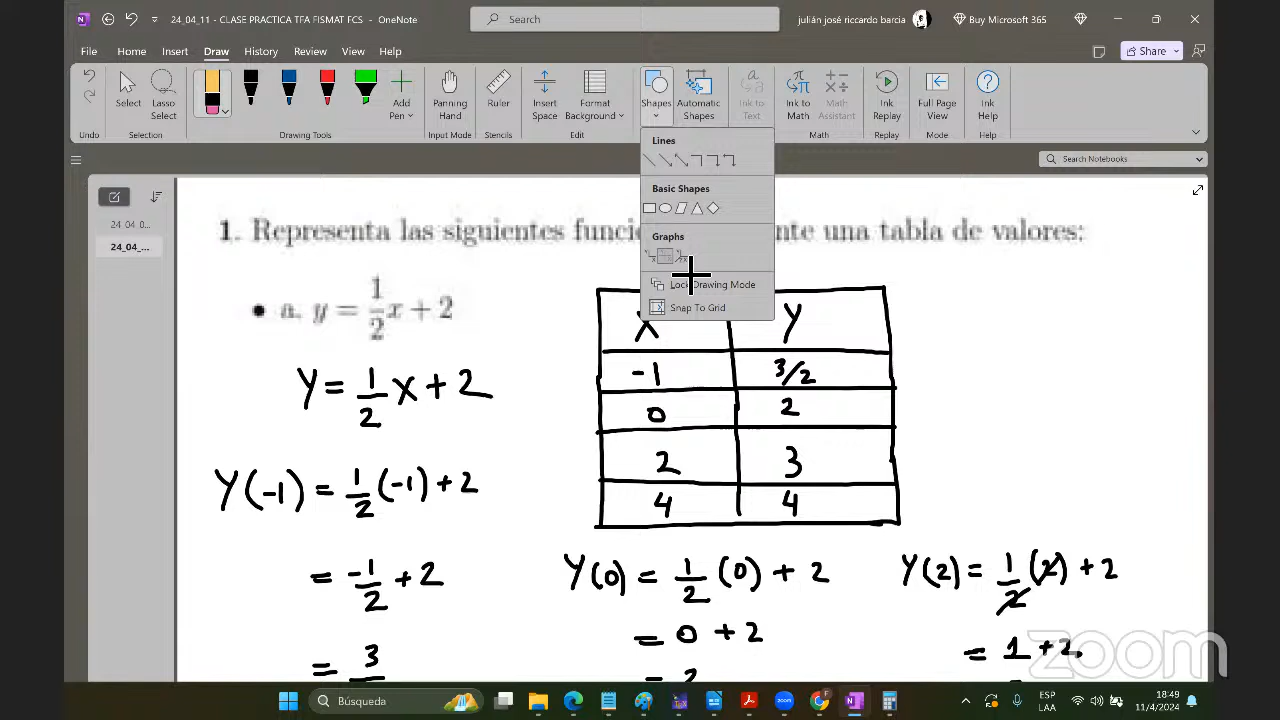 24_04_11 - CLASE PRACTICA TFA FISMAT FCS - OneNote
Search
julián josé riccardo barcia
Buy Microsoft 365
File Home Insert Draw History Review View Help
Share
Select
Lasso Select
Add Pen
Panning Hand
Ruler
Insert Space
Format Background
Shapes
Automatic Shapes
Ink to Text
Ink to Math
Math Assistant
Ink Replay
Full Page View
Ink Help
Undo Selection Drawing Tools Input Mode Stencils Edit Math Replay Mode Help
Lines
Basic Shapes
Graphs
Lock Drawing Mode
Snap To Grid
Search Notebooks
24_04_0...
24_04_...
1. Representa las siguientes funci nte una tabla de valores:
a. y = 1/2 x + 2
X Y
-1 3/2
0 2
2 3
4 4
Y = 1/2 x + 2
Y(-1) = 1/2 (-1) + 2
= -1/2 + 2
= 3
Y(0) = 1/2 (0) + 2
= 0 + 2
Y(2) = 1/2 (2) + 2
= 1 + 2
zoom
Búsqueda
ESP
LAA
18:49
11/4/2024